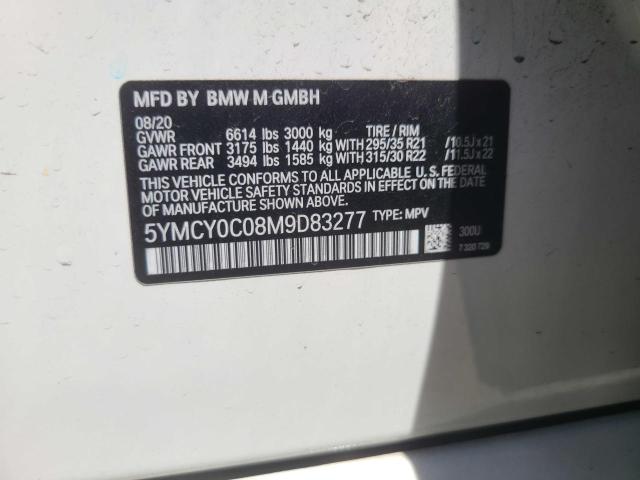 MFD BY BMW M GMBH
08/20
GVWR 6614 lbs 3000 kg TIRE / RIM
GAWR FRONT 3175 lbs 1440 kg WITH 295/35 R21 /10.5J x 21
GAWR REAR 3494 lbs 1585 kg WITH 315/30 R22 /11.5J x 22
THIS VEHICLE CONFORMS TO ALL APPLICABLE U. S. FEDERAL
MOTOR VEHICLE SAFETY STANDARDS IN EFFECT ON THE DATE
OF MANUFACTURE SHOWN ABOVE.
5YMCY0C08M9D83277 TYPE: MPV
300U
7 320 729